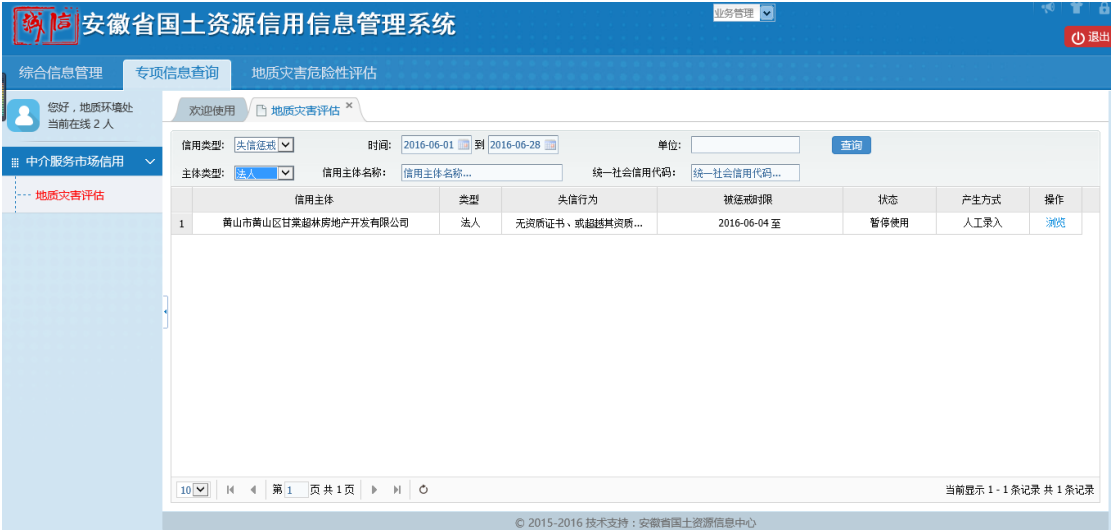 诚信 安徽省国土资源信用信息管理系统 业务管理
退出
综合信息管理 专项信息查询 地质灾害危险性评估
您好，地质环境处
当前在线 2 人
欢迎使用 地质灾害评估 ×
中介服务市场信用
地质灾害评估
信用类型: 失信惩戒 时间: 2016-06-01 到 2016-06-28 单位: 查询
主体类型: 法人 信用主体名称: 信用主体名称... 统一社会信用代码: 统一社会信用代码...
信用主体 类型 失信行为 被惩戒时限 状态 产生方式 操作
1 黄山市黄山区甘棠超林房地产开发有限公司 法人 无资质证书、或超越其资质... 2016-06-04 至 暂停使用 人工录入 浏览
10 第 1 页 共 1 页 当前显示 1 - 1 条记录 共 1 条记录
© 2015-2016 技术支持：安徽省国土资源信息中心